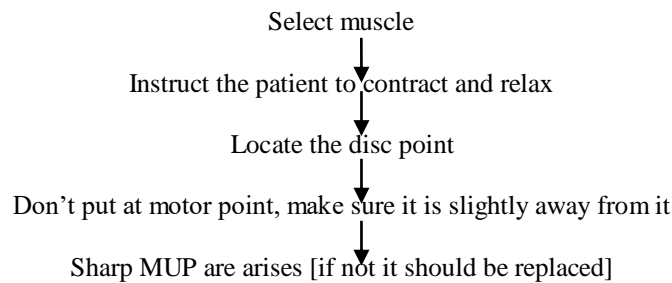 Select muscle
Instruct the patient to contract and relax
Locate the disc point
Don’t put at motor point, make sure it is slightly away from it
Sharp MUP are arises [if not it should be replaced]